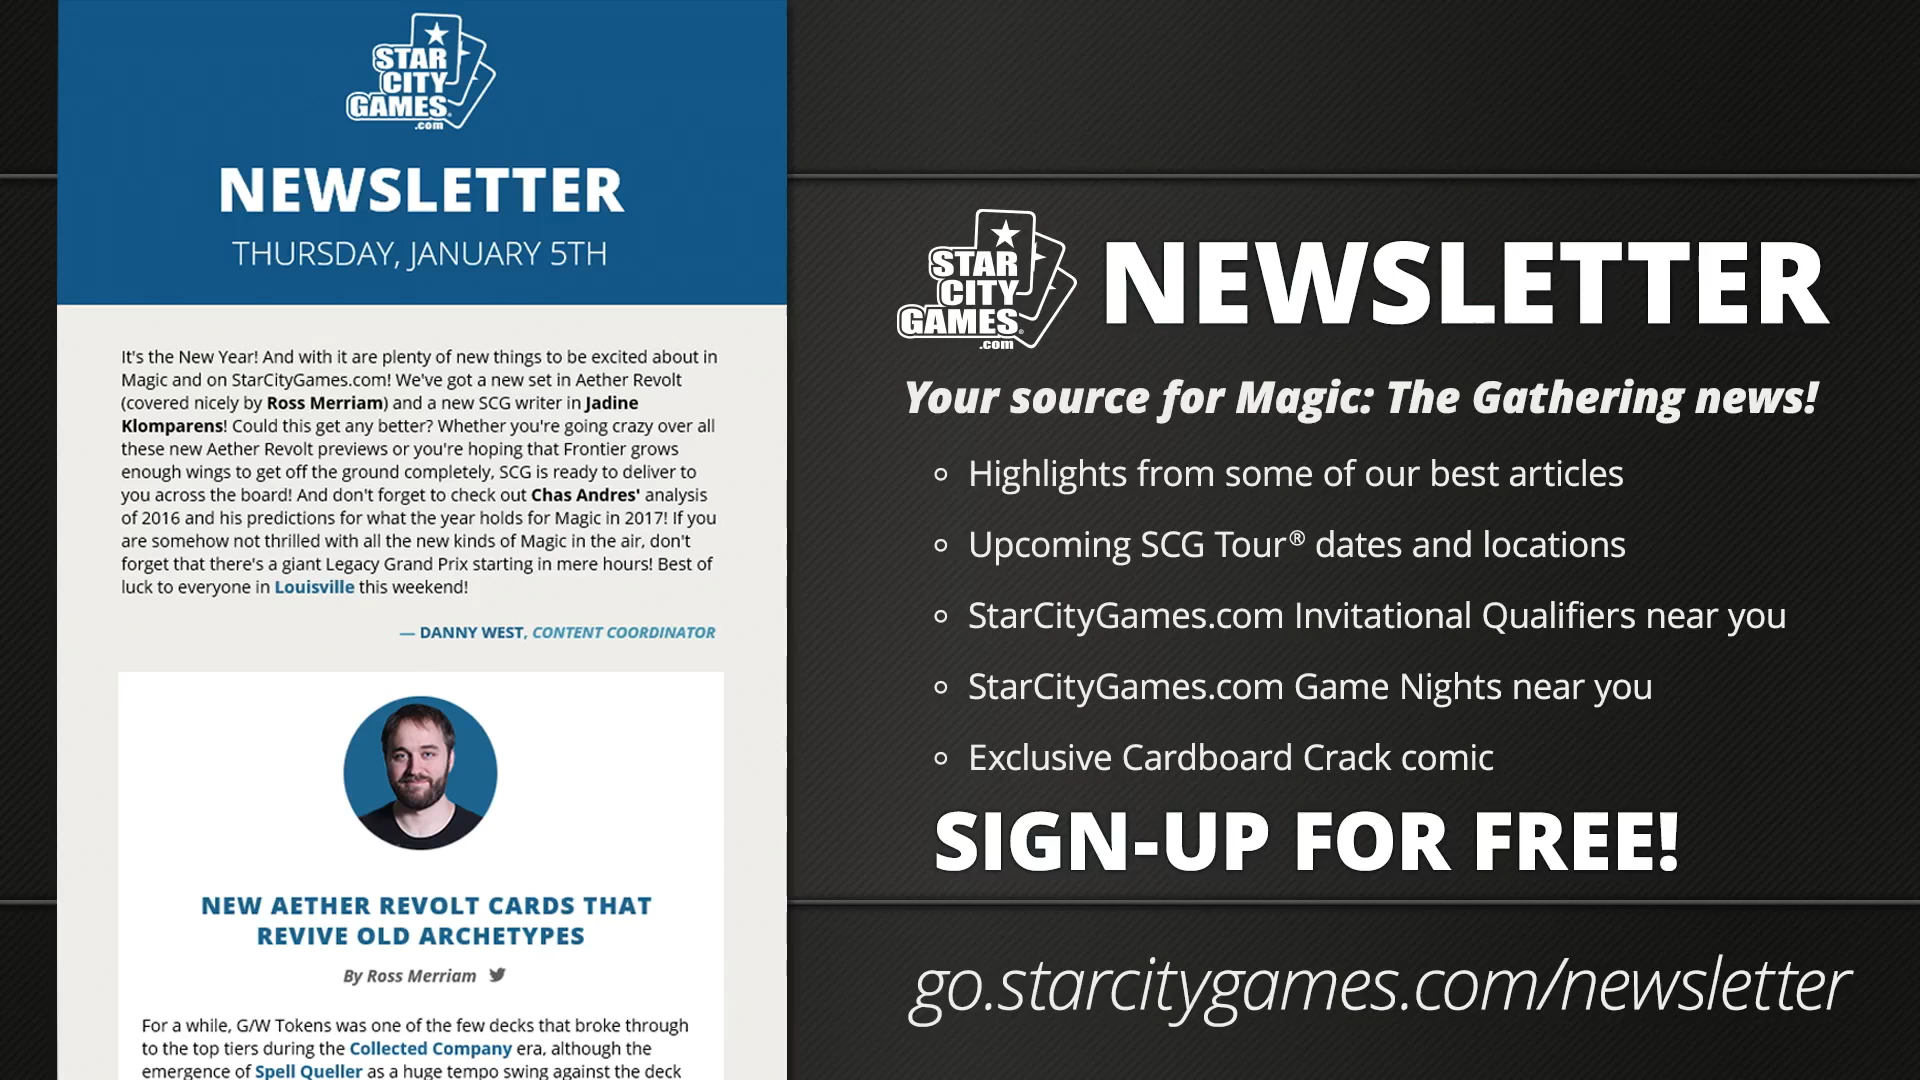 STAR
CITY
GAMES®
.com
NEWSLETTER
THURSDAY, JANUARY 5TH
It's the New Year! And with it are plenty of new things to be excited about in
Magic and on StarCityGames.com! We've got a new set in Aether Revolt
(covered nicely by Ross Merriam) and a new SCG writer in Jadine
Klomparens! Could this get any better? Whether you're going crazy over all
these new Aether Revolt previews or you're hoping that Frontier grows
enough wings to get off the ground completely, SCG is ready to deliver to
you across the board! And don't forget to check out Chas Andres' analysis
of 2016 and his predictions for what the year holds for Magic in 2017! If you
are somehow not thrilled with all the new kinds of Magic in the air, don't
forget that there's a giant Legacy Grand Prix starting in mere hours! Best of
luck to everyone in Louisville this weekend!
— DANNY WEST, CONTENT COORDINATOR
NEW AETHER REVOLT CARDS THAT
REVIVE OLD ARCHETYPES
By Ross Merriam
For a while, G/W Tokens was one of the few decks that broke through
to the top tiers during the Collected Company era, although the
emergence of Spell Queller as a huge tempo swing against the deck
STAR
CITY
GAMES®
.com
NEWSLETTER
Your source for Magic: The Gathering news!
Highlights from some of our best articles
Upcoming SCG Tour® dates and locations
StarCityGames.com Invitational Qualifiers near you
StarCityGames.com Game Nights near you
Exclusive Cardboard Crack comic
SIGN-UP FOR FREE!
go.starcitygames.com/newsletter